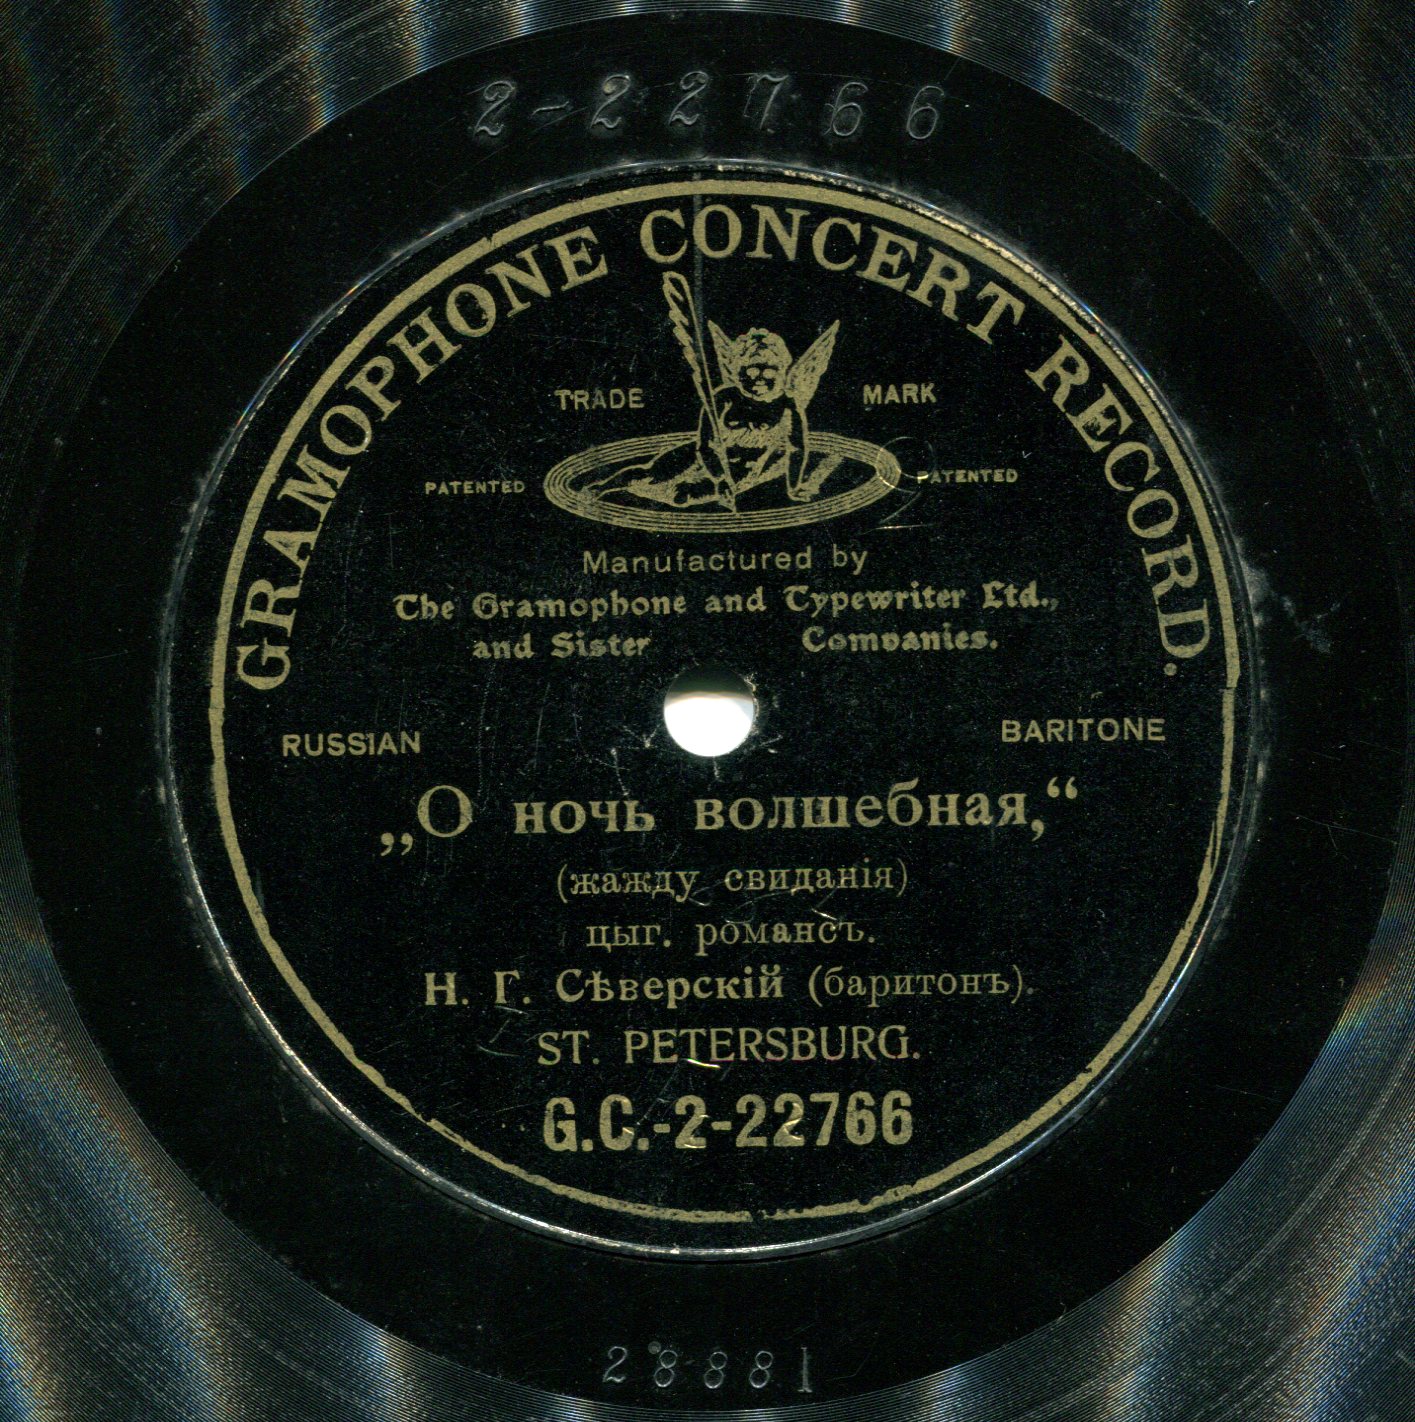 2-22766
GRAMOPHONE CONCERT RECORD.
TRADE MARK
PATENTED PATENTED
Manufactured by
The Gramophone and Typewriter Ltd.,
and Sister Companies.
RUSSIAN BARITONE
„О ночь волшебная,“
(жажду свиданія)
цыг. романсъ.
Н. Г. Сѣверскій (баритонъ).
ST. PETERSBURG.
G.C.-2-22766
28881